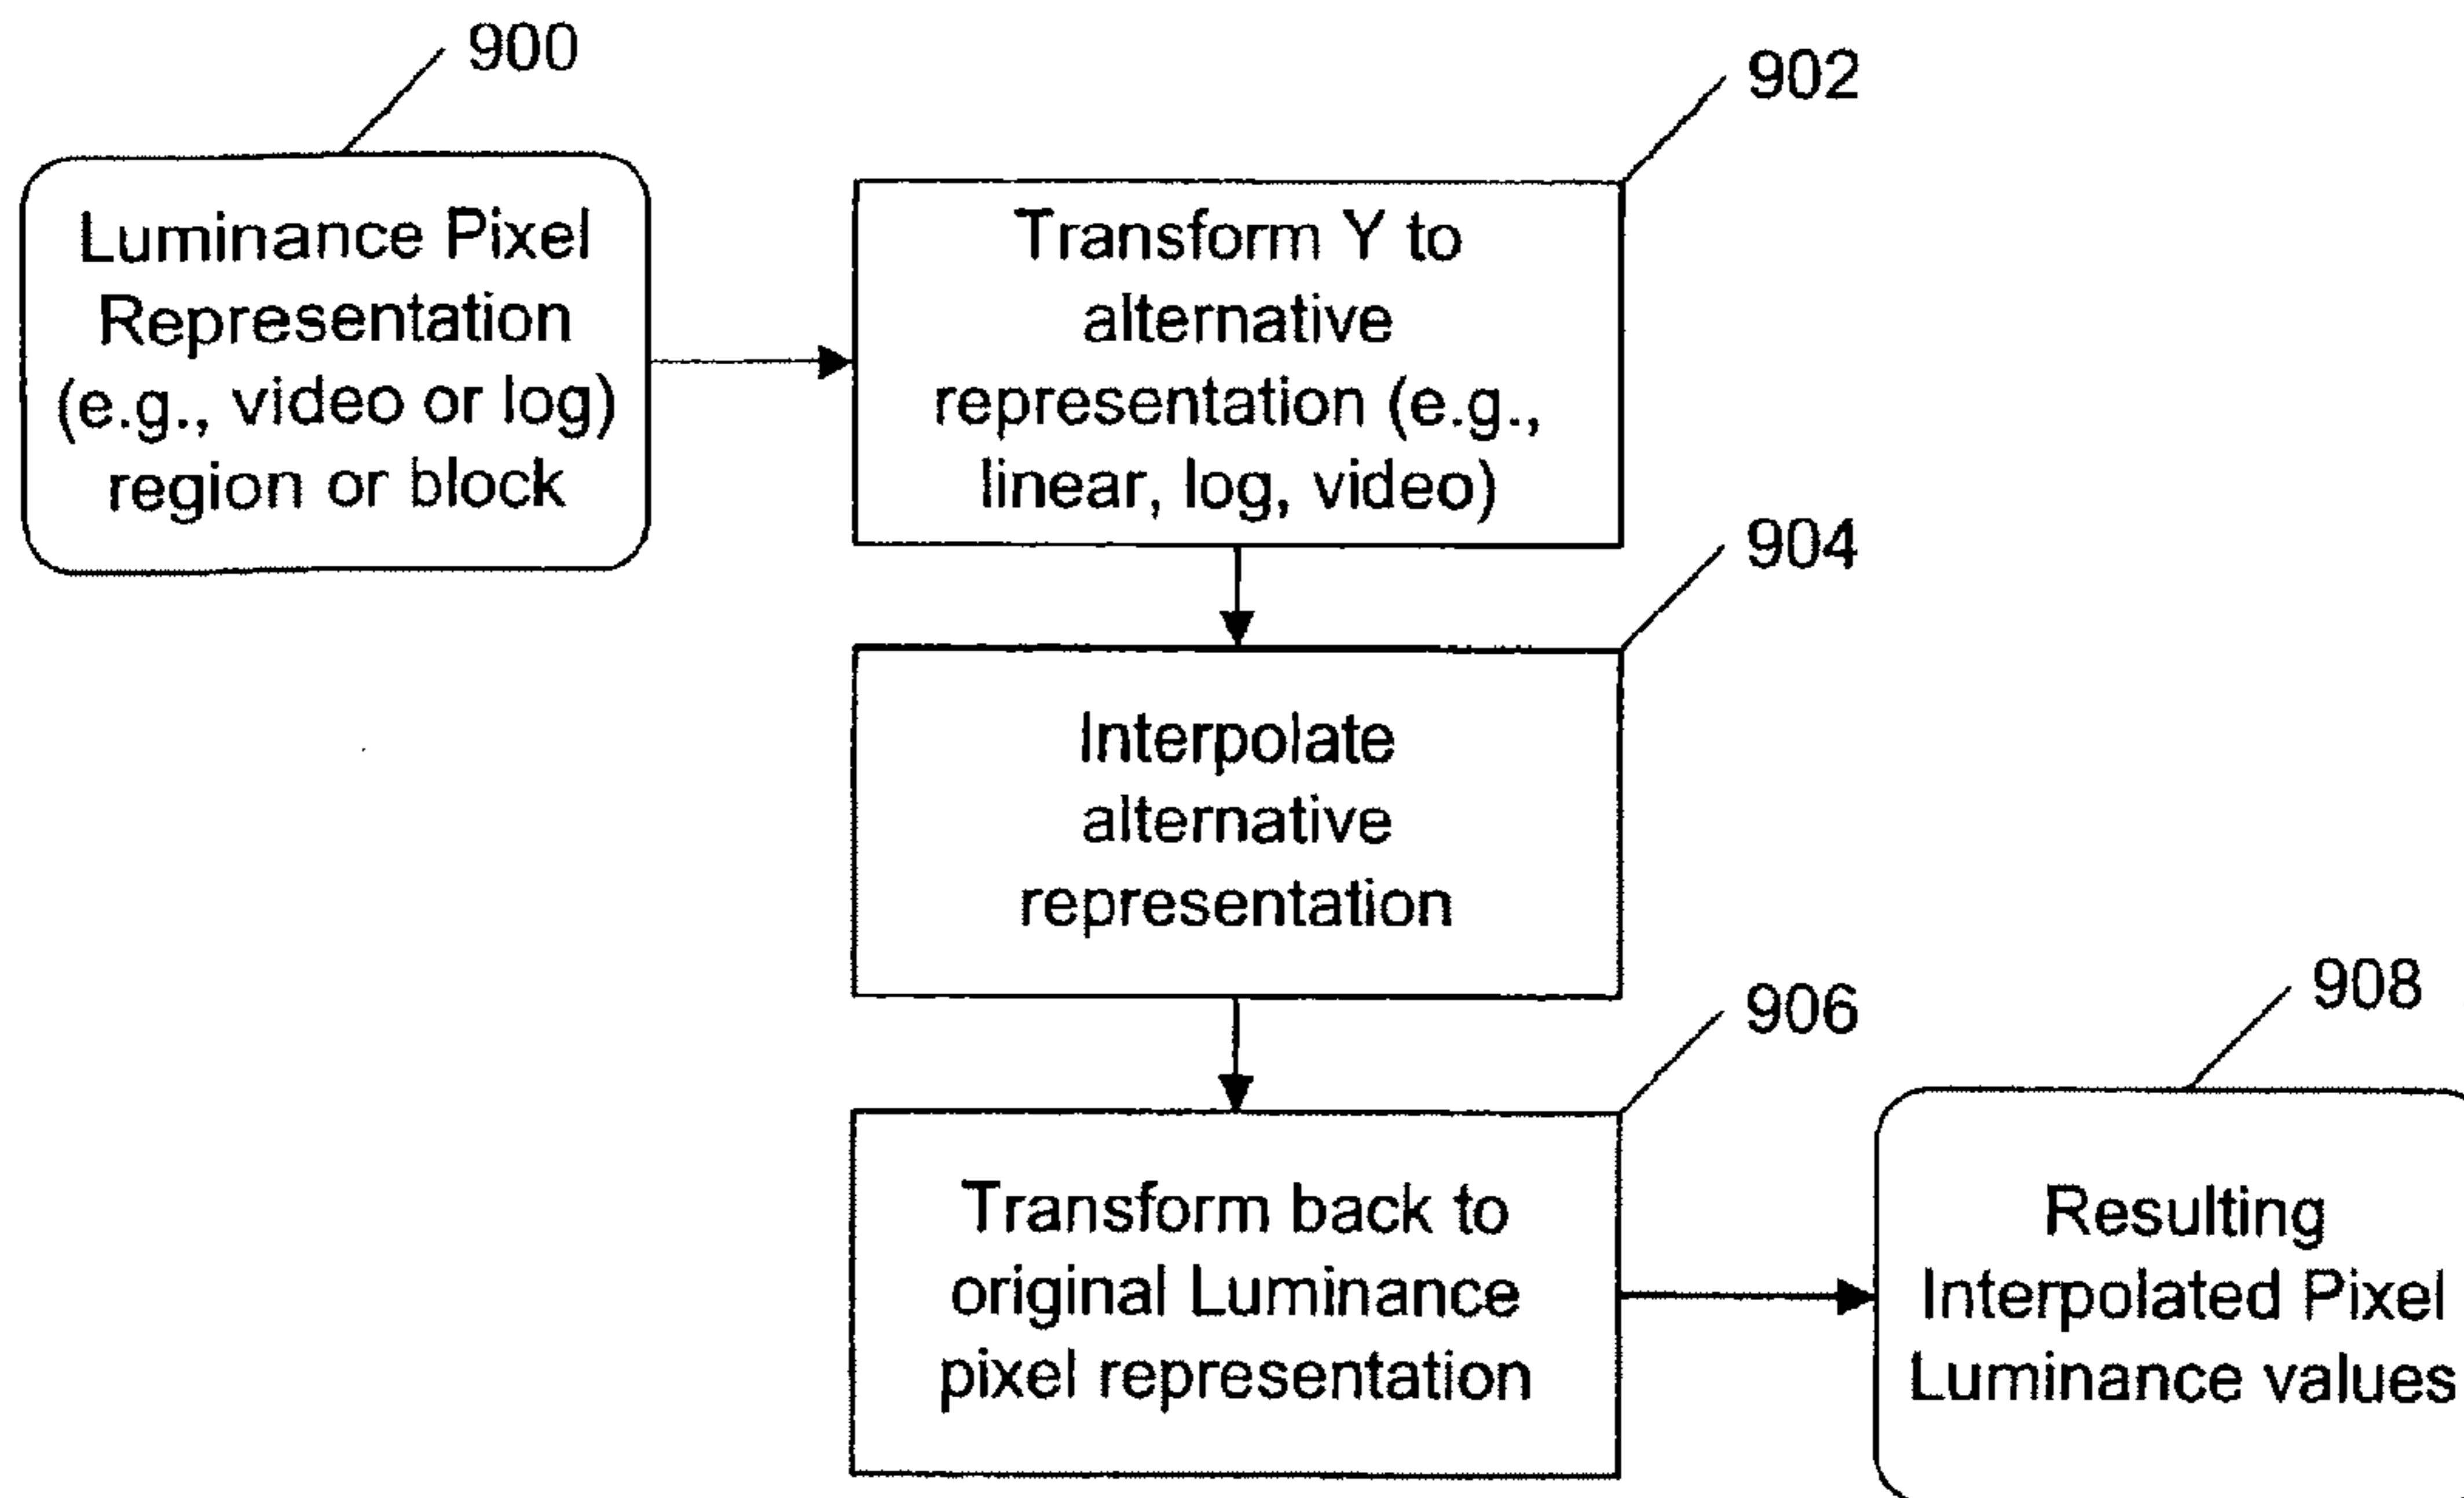 900
Luminance Pixel
Representation
(e.g., video or log)
region or block
902
Transform Y to
alternative
representation (e.g.,
linear, log, video)
904
Interpolate
alternative
representation
906
Transform back to
original Luminance
pixel representation
908
Resulting
Interpolated Pixel
Luminance values